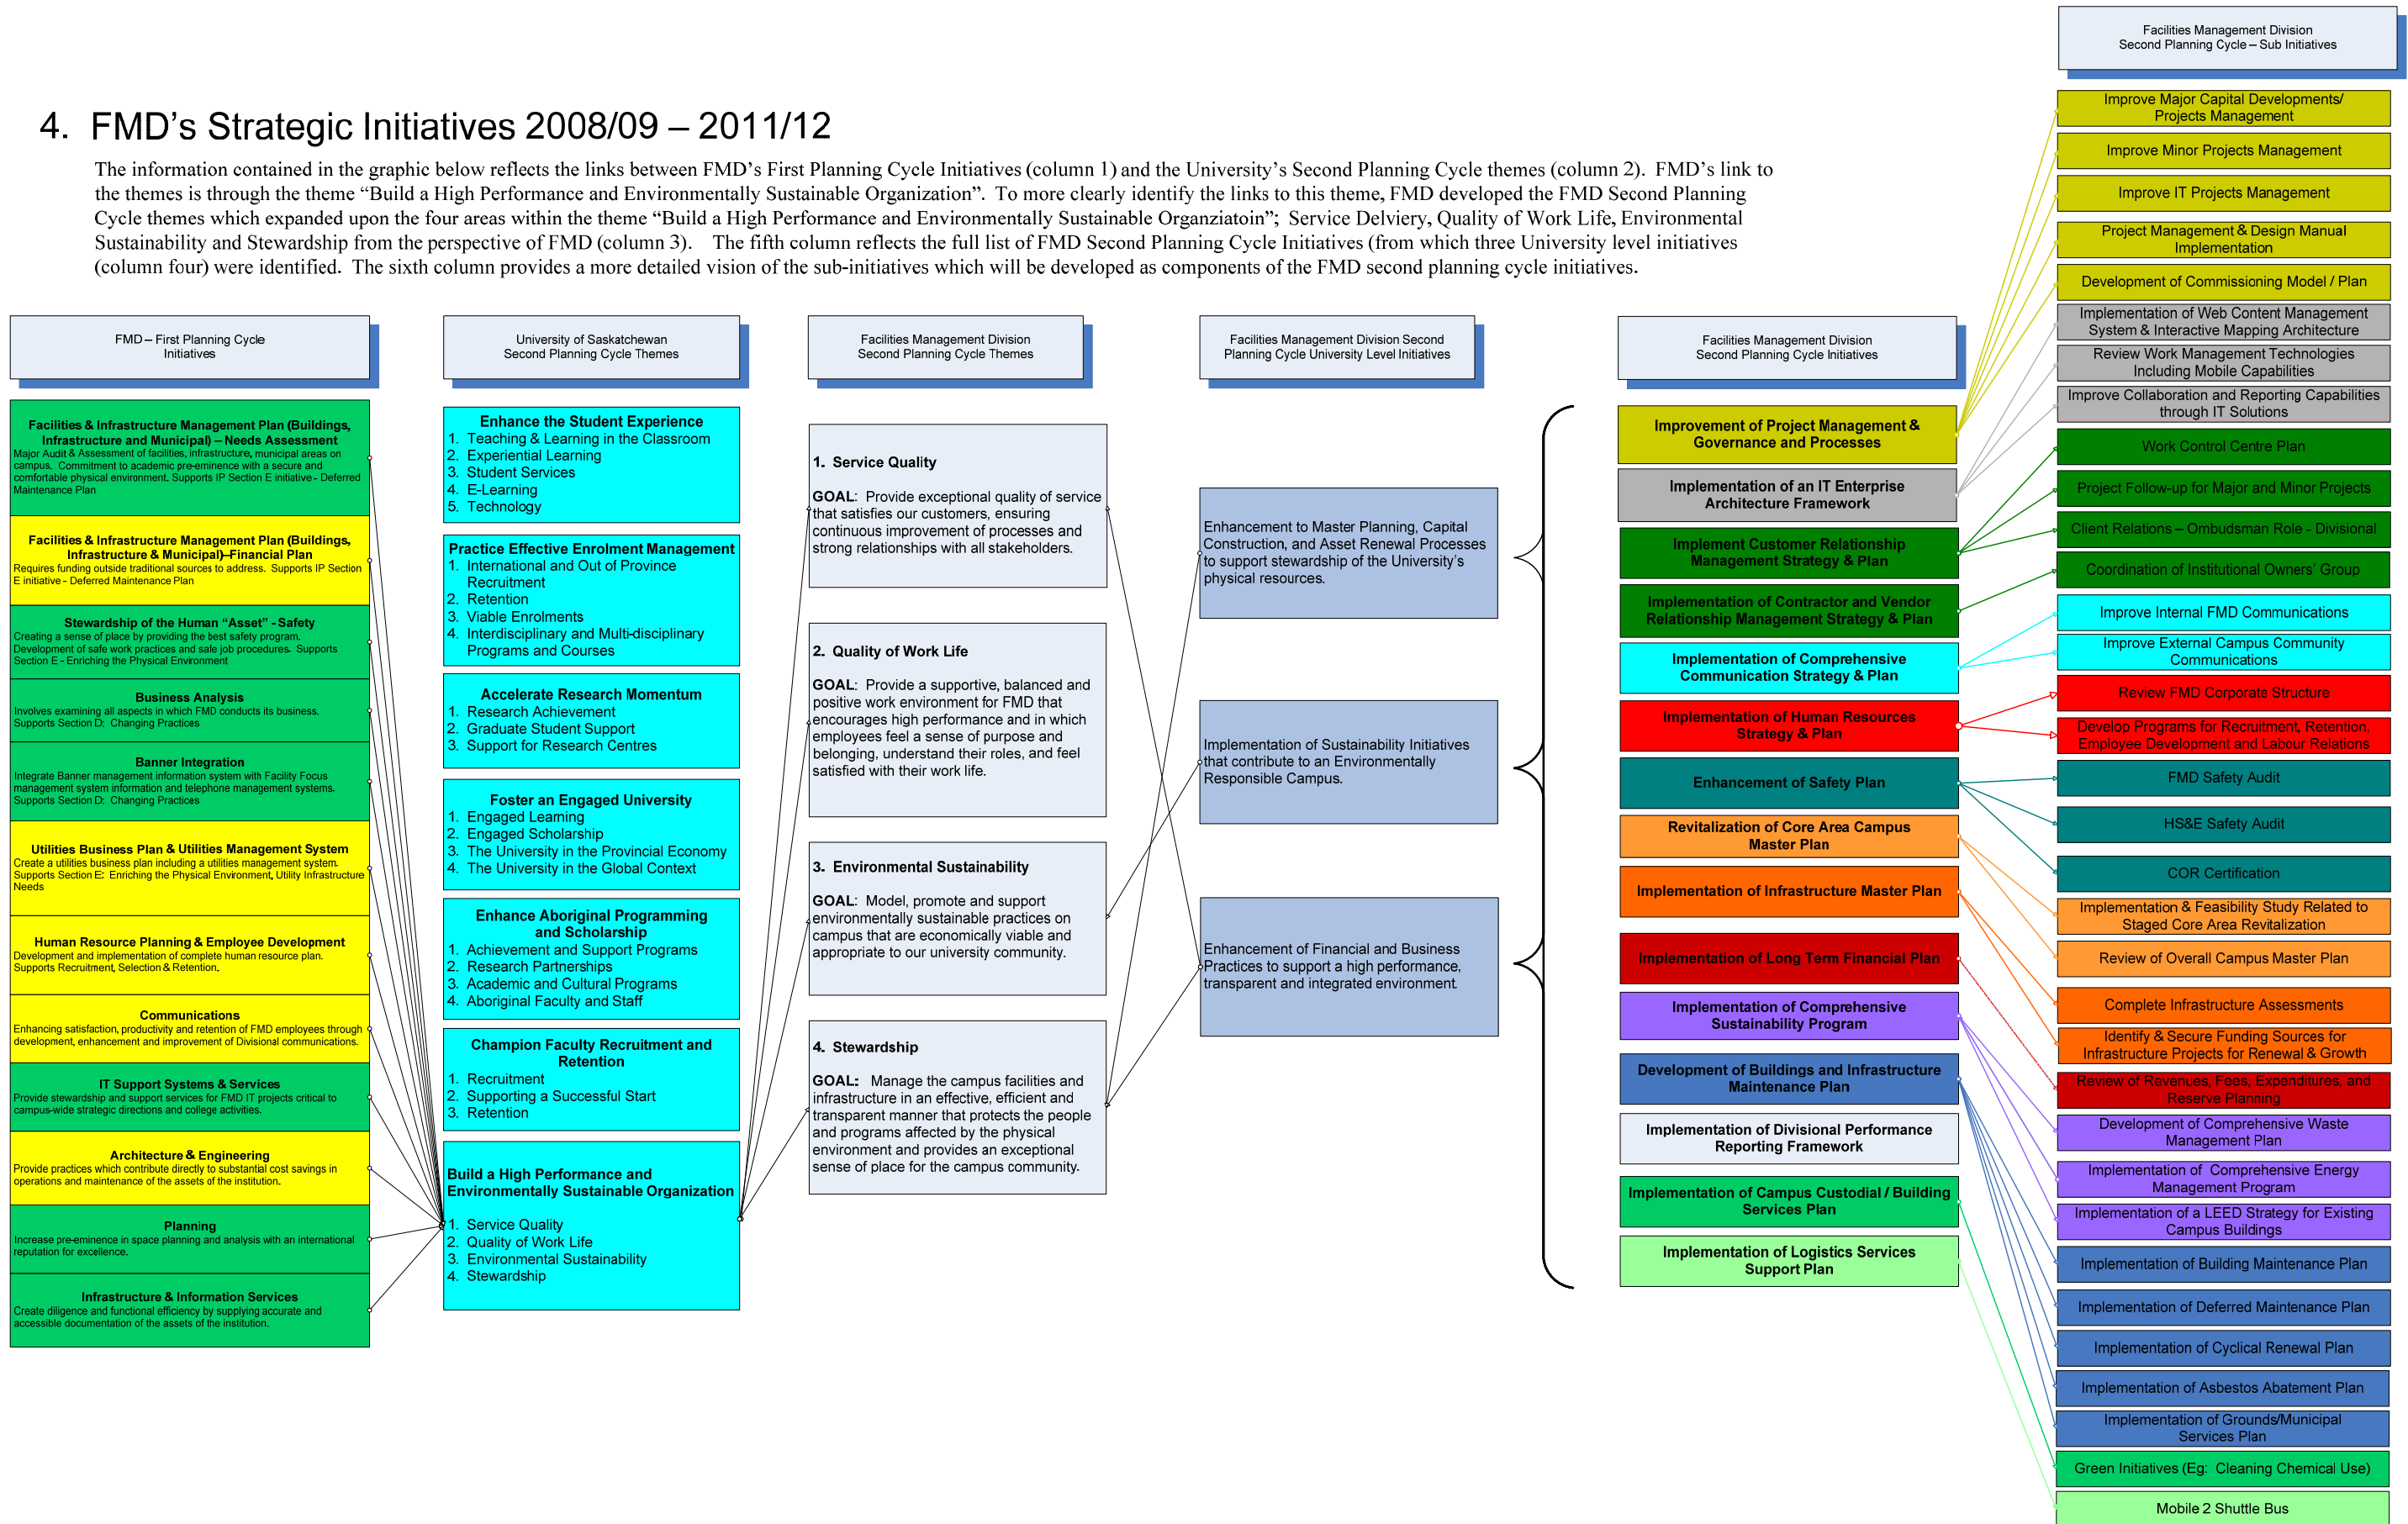 Facilities Management Division
Second Planning Cycle – Sub Initiatives
4. FMD’s Strategic Initiatives 2008/09 – 2011/12
The information contained in the graphic below reflects the links between FMD’s First Planning Cycle Initiatives (column 1) and the University’s Second Planning Cycle themes (column 2). FMD’s link to
the themes is through the theme “Build a High Performance and Environmentally Sustainable Organization”. To more clearly identify the links to this theme, FMD developed the FMD Second Planning
Cycle themes which expanded upon the four areas within the theme “Build a High Performance and Environmentally Sustainable Organziatoin”; Service Delviery, Quality of Work Life, Environmental
Sustainability and Stewardship from the perspective of FMD (column 3). The fifth column reflects the full list of FMD Second Planning Cycle Initiatives (from which three University level initiatives
(column four) were identified. The sixth column provides a more detailed vision of the sub-initiatives which will be developed as components of the FMD second planning cycle initiatives.
FMD – First Planning Cycle
Initiatives
Facilities & Infrastructure Management Plan (Buildings,
Infrastructure and Municipal) – Needs Assessment
Major Audit & Assessment of facilities, infrastructure, municipal areas on
campus. Commitment to academic pre-eminence with a secure and
comfortable physical environment. Supports IP Section E initiative - Deferred
Maintenance Plan
Facilities & Infrastructure Management Plan (Buildings,
Infrastructure & Municipal)–Financial Plan
Requires funding outside traditional sources to address. Supports IP Section
E initiative - Deferred Maintenance Plan
Stewardship of the Human “Asset” - Safety
Creating a sense of place by providing the best safety program.
Development of safe work practices and safe job procedures. Supports
Section E - Enriching the Physical Environment
Business Analysis
Involves examining all aspects in which FMD conducts its business.
Supports Section D: Changing Practices
Banner Integration
Integrate Banner management information system with Facility Focus
management system information and telephone management systems.
Supports Section D: Changing Practices
Utilities Business Plan & Utilities Management System
Create a utilities business plan including a utilities management system.
Supports Section E: Enriching the Physical Environment, Utility Infrastructure
Needs
Human Resource Planning & Employee Development
Development and implementation of complete human resource plan.
Supports Recruitment, Selection & Retention.
Communications
Enhancing satisfaction, productivity and retention of FMD employees through
development, enhancement and improvement of Divisional communications.
IT Support Systems & Services
Provide stewardship and support services for FMD IT projects critical to
campus-wide strategic directions and college activities.
Architecture & Engineering
Provide practices which contribute directly to substantial cost savings in
operations and maintenance of the assets of the institution.
Planning
Increase pre-eminence in space planning and analysis with an international
reputation for excellence.
Infrastructure & Information Services
Create diligence and functional efficiency by supplying accurate and
accessible documentation of the assets of the institution.
University of Saskatchewan
Second Planning Cycle Themes
Enhance the Student Experience
1. Teaching & Learning in the Classroom
2. Experiential Learning
3. Student Services
4. E-Learning
5. Technology
Practice Effective Enrolment Management
1. International and Out of Province
Recruitment
2. Retention
3. Viable Enrolments
4. Interdisciplinary and Multi-disciplinary
Programs and Courses
Accelerate Research Momentum
1. Research Achievement
2. Graduate Student Support
3. Support for Research Centres
Foster an Engaged University
1. Engaged Learning
2. Engaged Scholarship
3. The University in the Provincial Economy
4. The University in the Global Context
Enhance Aboriginal Programming
and Scholarship
1. Achievement and Support Programs
2. Research Partnerships
3. Academic and Cultural Programs
4. Aboriginal Faculty and Staff
Champion Faculty Recruitment and
Retention
1. Recruitment
2. Supporting a Successful Start
3. Retention
Build a High Performance and
Environmentally Sustainable Organization
1. Service Quality
2. Quality of Work Life
3. Environmental Sustainability
4. Stewardship
Facilities Management Division
Second Planning Cycle Themes
1. Service Quality
GOAL: Provide exceptional quality of service
that satisfies our customers, ensuring
continuous improvement of processes and
strong relationships with all stakeholders.
2. Quality of Work Life
GOAL: Provide a supportive, balanced and
positive work environment for FMD that
encourages high performance and in which
employees feel a sense of purpose and
belonging, understand their roles, and feel
satisfied with their work life.
3. Environmental Sustainability
GOAL: Model, promote and support
environmentally sustainable practices on
campus that are economically viable and
appropriate to our university community.
4. Stewardship
GOAL: Manage the campus facilities and
infrastructure in an effective, efficient and
transparent manner that protects the people
and programs affected by the physical
environment and provides an exceptional
sense of place for the campus community.
Facilities Management Division Second
Planning Cycle University Level Initiatives
Enhancement to Master Planning, Capital
Construction, and Asset Renewal Processes
to support stewardship of the University’s
physical resources.
Implementation of Sustainability Initiatives
that contribute to an Environmentally
Responsible Campus.
Enhancement of Financial and Business
Practices to support a high performance,
transparent and integrated environment.
Facilities Management Division
Second Planning Cycle Initiatives
Improvement of Project Management &
Governance and Processes
Implementation of an IT Enterprise
Architecture Framework
Implement Customer Relationship
Management Strategy & Plan
Implementation of Contractor and Vendor
Relationship Management Strategy & Plan
Implementation of Comprehensive
Communication Strategy & Plan
Implementation of Human Resources
Strategy & Plan
Enhancement of Safety Plan
Revitalization of Core Area Campus
Master Plan
Implementation of Infrastructure Master Plan
Implementation of Long Term Financial Plan
Implementation of Comprehensive
Sustainability Program
Development of Buildings and Infrastructure
Maintenance Plan
Implementation of Divisional Performance
Reporting Framework
Implementation of Campus Custodial / Building
Services Plan
Implementation of Logistics Services
Support Plan
Improve Major Capital Developments/
Projects Management
Improve Minor Projects Management
Improve IT Projects Management
Project Management & Design Manual
Implementation
Development of Commissioning Model / Plan
Implementation of Web Content Management
System & Interactive Mapping Architecture
Review Work Management Technologies
Including Mobile Capabilities
Improve Collaboration and Reporting Capabilities
through IT Solutions
Work Control Centre Plan
Project Follow-up for Major and Minor Projects
Client Relations – Ombudsman Role - Divisional
Coordination of Institutional Owners’ Group
Improve Internal FMD Communications
Improve External Campus Community
Communications
Review FMD Corporate Structure
Develop Programs for Recruitment, Retention,
Employee Development and Labour Relations
FMD Safety Audit
HS&E Safety Audit
COR Certification
Implementation & Feasibility Study Related to
Staged Core Area Revitalization
Review of Overall Campus Master Plan
Complete Infrastructure Assessments
Identify & Secure Funding Sources for
Infrastructure Projects for Renewal & Growth
Review of Revenues, Fees, Expenditures, and
Reserve Planning
Development of Comprehensive Waste
Management Plan
Implementation of Comprehensive Energy
Management Program
Implementation of a LEED Strategy for Existing
Campus Buildings
Implementation of Building Maintenance Plan
Implementation of Deferred Maintenance Plan
Implementation of Cyclical Renewal Plan
Implementation of Asbestos Abatement Plan
Implementation of Grounds/Municipal
Services Plan
Green Initiatives (Eg: Cleaning Chemical Use)
Mobile 2 Shuttle Bus